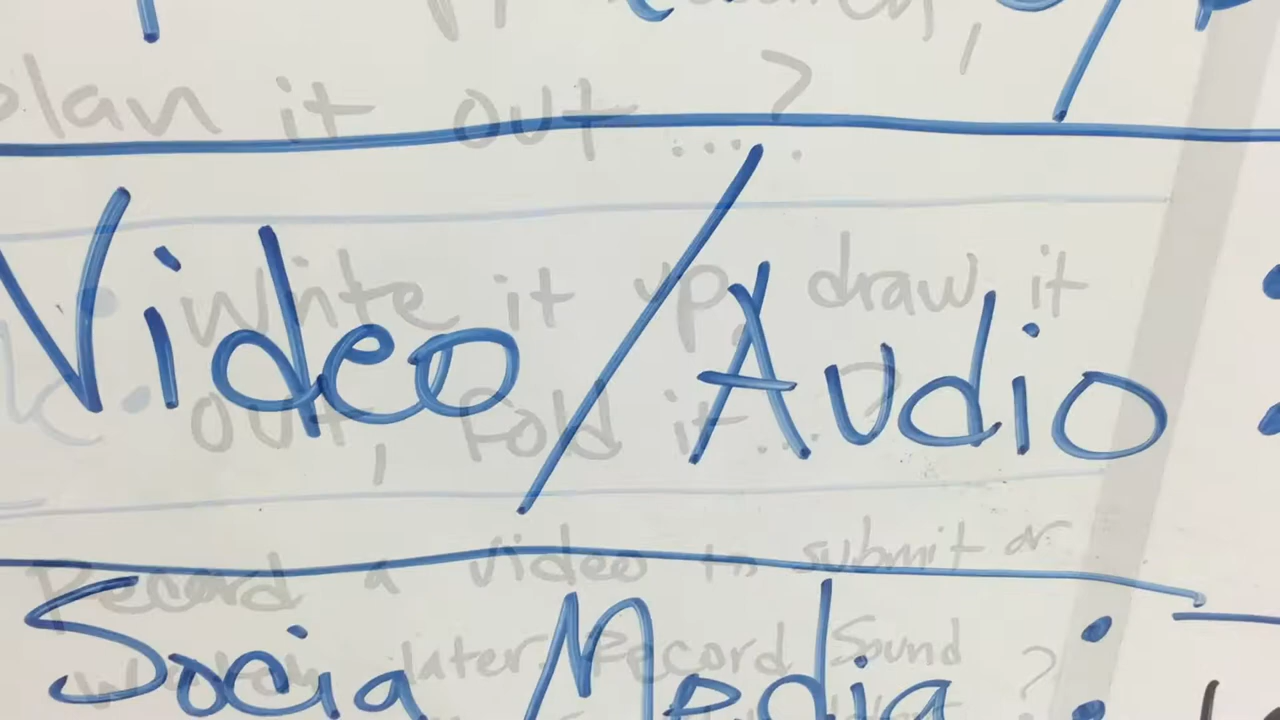 plan it out ....?
Video/Audio :
Write it up, draw it
out, fold it...?
Record a video to submit or
Social Media :
watch later. Record Sound ?